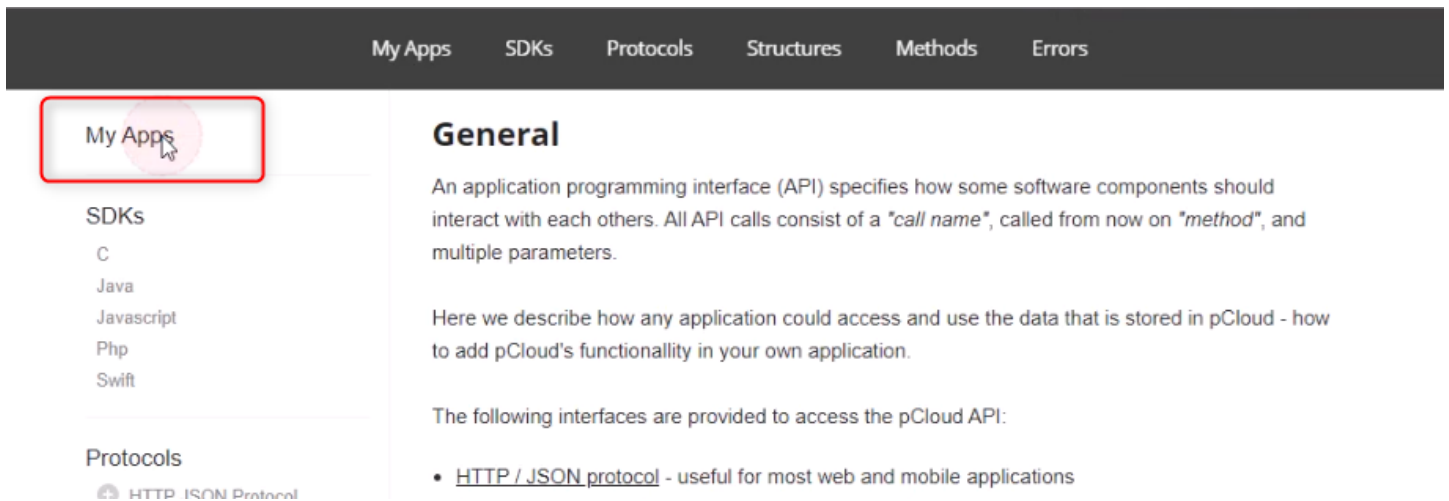 My Apps SDKs Protocols Structures Methods Errors
My Apps
SDKs
C
Java
Javascript
Php
Swift
Protocols
HTTP JSON Protocol
General
An application programming interface (API) specifies how some software components should
interact with each others. All API calls consist of a "call name", called from now on "method", and
multiple parameters.
Here we describe how any application could access and use the data that is stored in pCloud - how
to add pCloud's functionallity in your own application.
The following interfaces are provided to access the pCloud API:
• HTTP / JSON protocol - useful for most web and mobile applications